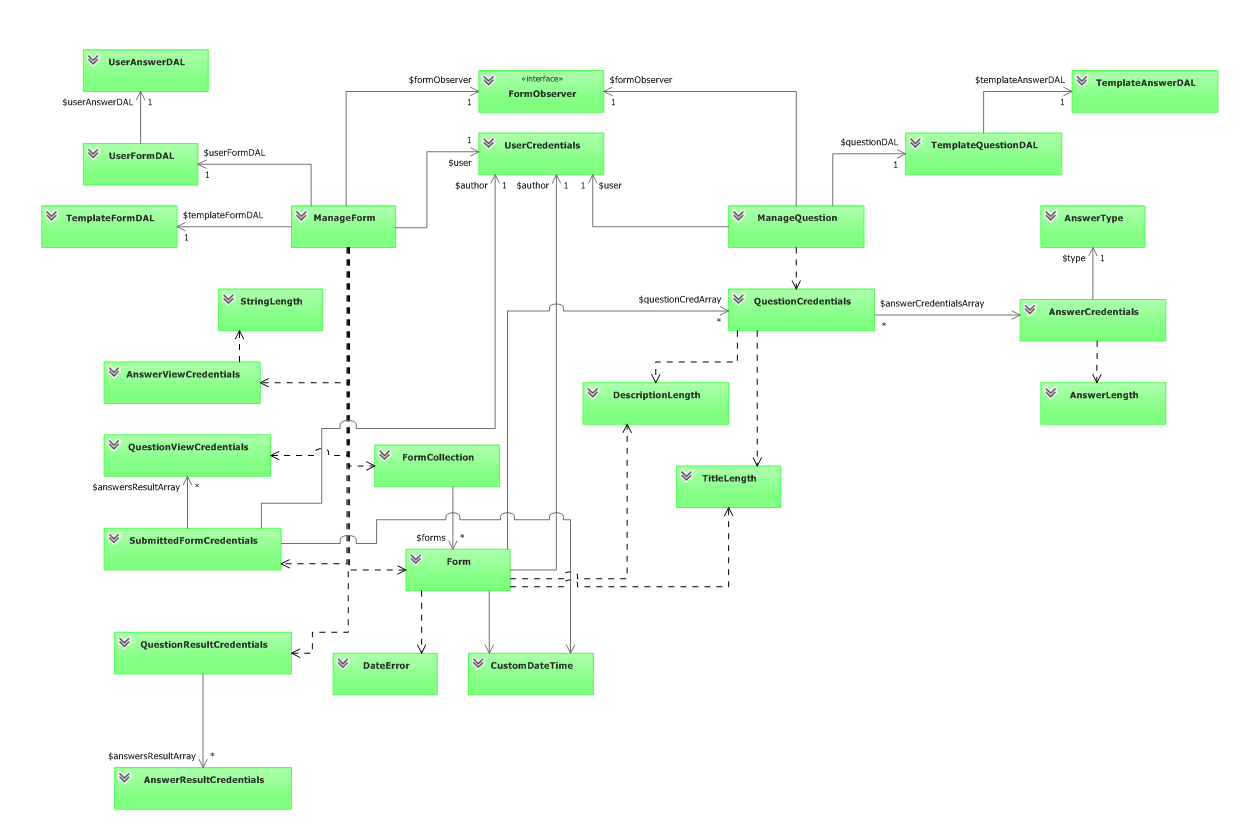 UserAnswerDAL
$userAnswerDAL
1
UserFormDAL
$userFormDAL
1
TemplateFormDAL
$templateFormDAL
1
ManageForm
$formObserver
1
«interface»
FormObserver
$formObserver
1
UserCredentials
1
$user
$author
1
$author
1
1
$user
$templateAnswerDAL
1
TemplateAnswerDAL
$questionDAL
1
TemplateQuestionDAL
ManageQuestion
AnswerType
$type
1
StringLength
$questionCredArray
*
QuestionCredentials
$answerCredentialsArray
*
AnswerCredentials
AnswerViewCredentials
DescriptionLength
AnswerLength
QuestionViewCredentials
FormCollection
$answersResultArray
*
TitleLength
SubmittedFormCredentials
$forms
*
Form
QuestionResultCredentials
DateError
CustomDateTime
$answersResultArray
*
AnswerResultCredentials